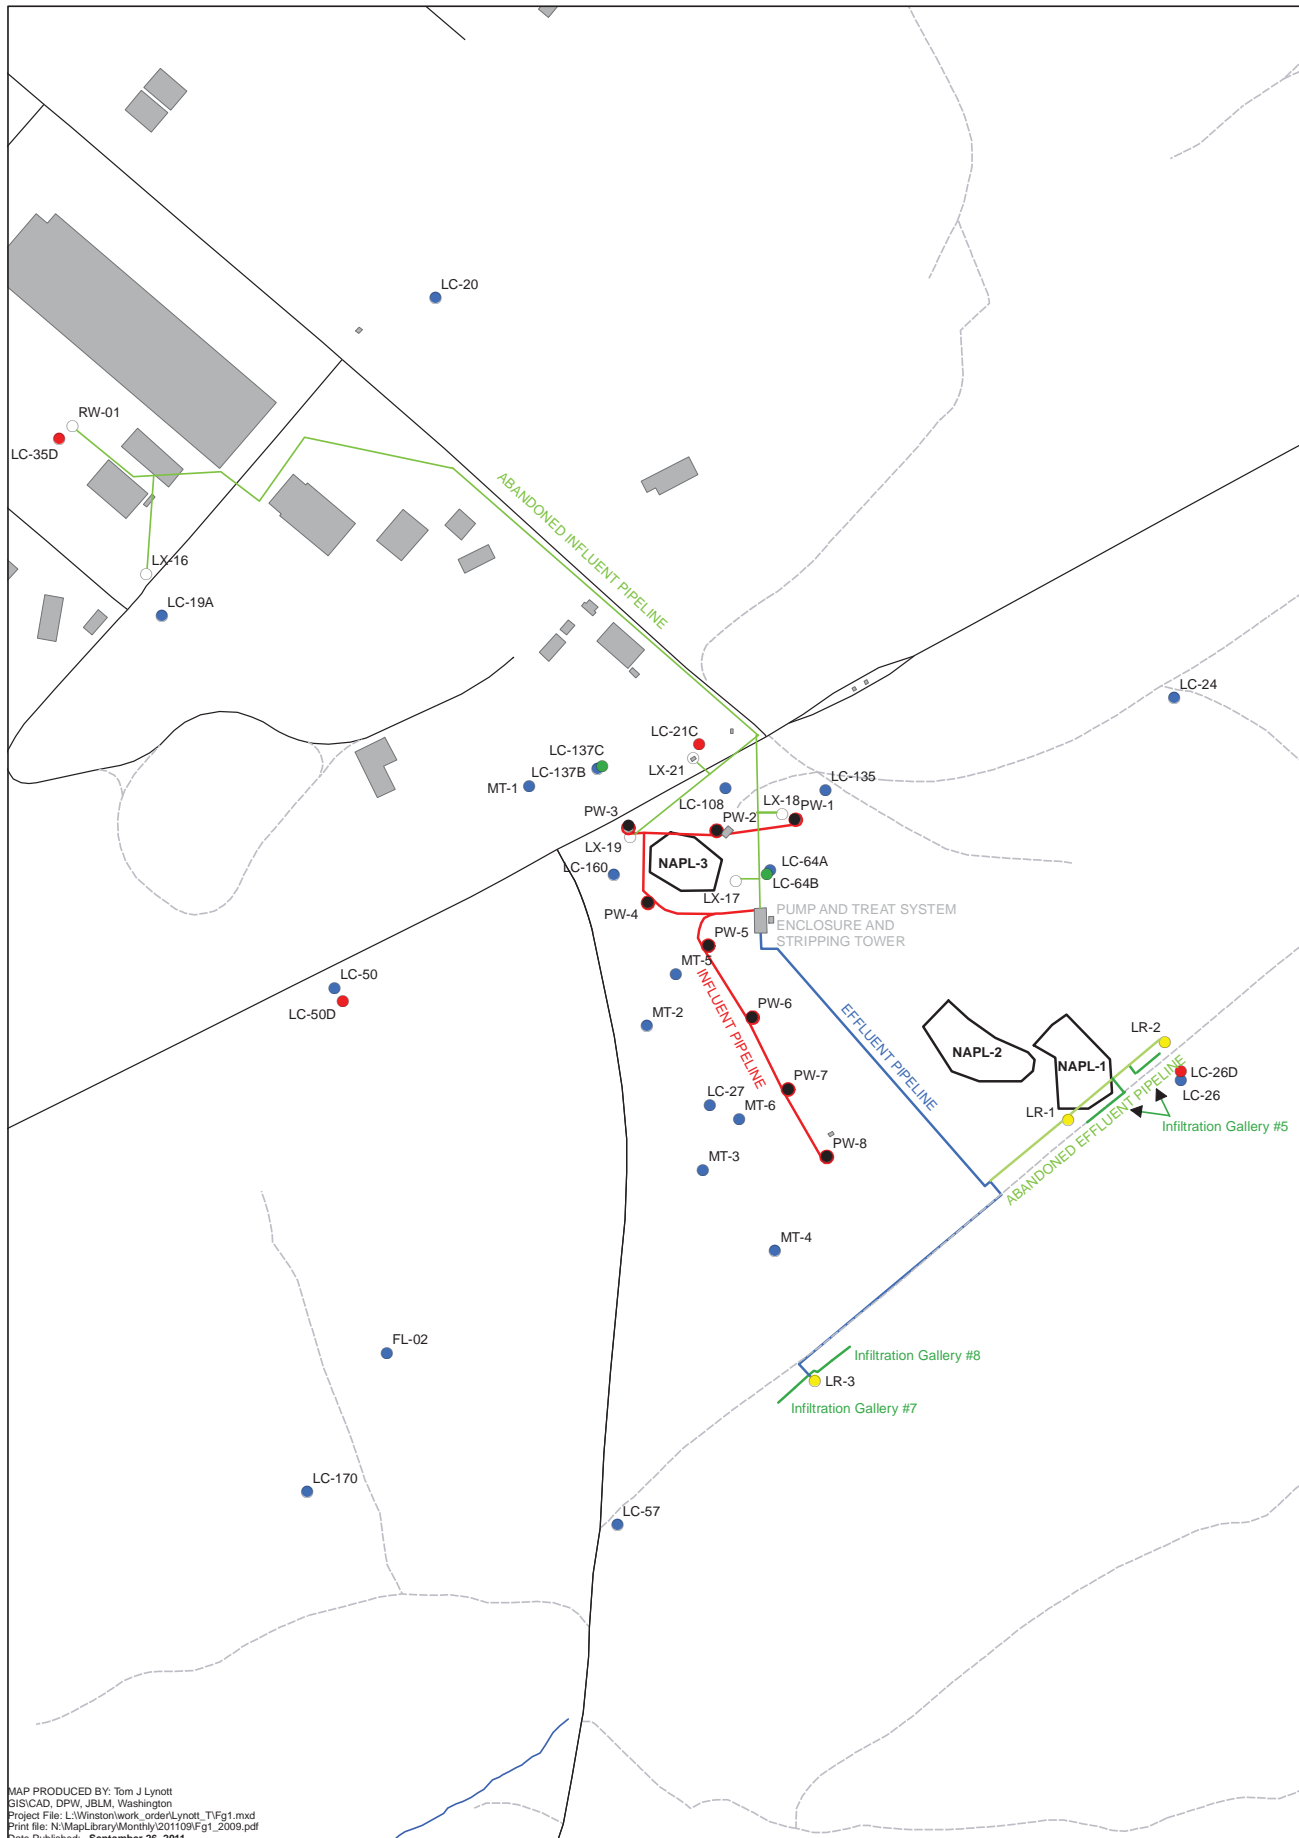 LC-20
RW-01
LC-35D
ABANDONED INFLUENT PIPELINE
LX-16
LC-19A
LC-24
LC-21C
LC-137C
LC-137B
LX-21
MT-1
LC-135
LC-108
LX-18
PW-1
PW-3
PW-2
LX-19
NAPL-3
LC-160
LC-64A
LC-64B
LX-17
PW-4
PUMP AND TREAT SYSTEM
ENCLOSURE AND
STRIPPING TOWER
PW-5
MT-5
LC-50
LC-50D
INFLUENT PIPELINE
EFFLUENT PIPELINE
PW-6
MT-2
LR-2
NAPL-2
NAPL-1
LC-26D
LC-26
PW-7
LC-27
MT-6
LR-1
Infiltration Gallery #5
ABANDONED EFFLUENT PIPELINE
PW-8
MT-3
MT-4
FL-02
Infiltration Gallery #8
LR-3
Infiltration Gallery #7
LC-170
LC-57
MAP PRODUCED BY: Tom J Lynott
GIS\CAD, DPW, JBLM, Washington
Project File: L:\Winston\work_order\Lynott_T\Fg1.mxd
Print file: N:\MapLibrary\Monthly\201109\Fg1_2009.pdf
Date Published: September 26, 2011